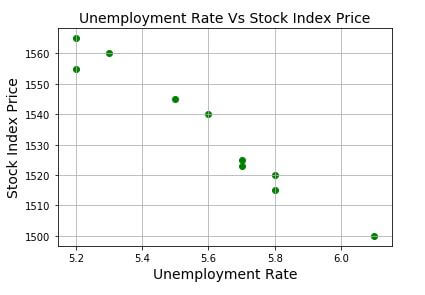 Unemployment Rate Vs Stock Index Price
Stock Index Price
1560
1550
1540
1530
1520
1510
1500
5.2 5.4 5.6 5.8 6.0
Unemployment Rate